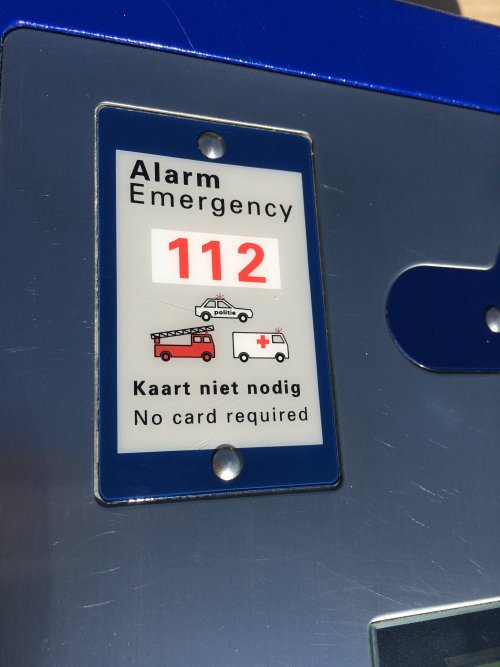 Alarm
Emergency
112
politie
Kaart niet nodig
No card required